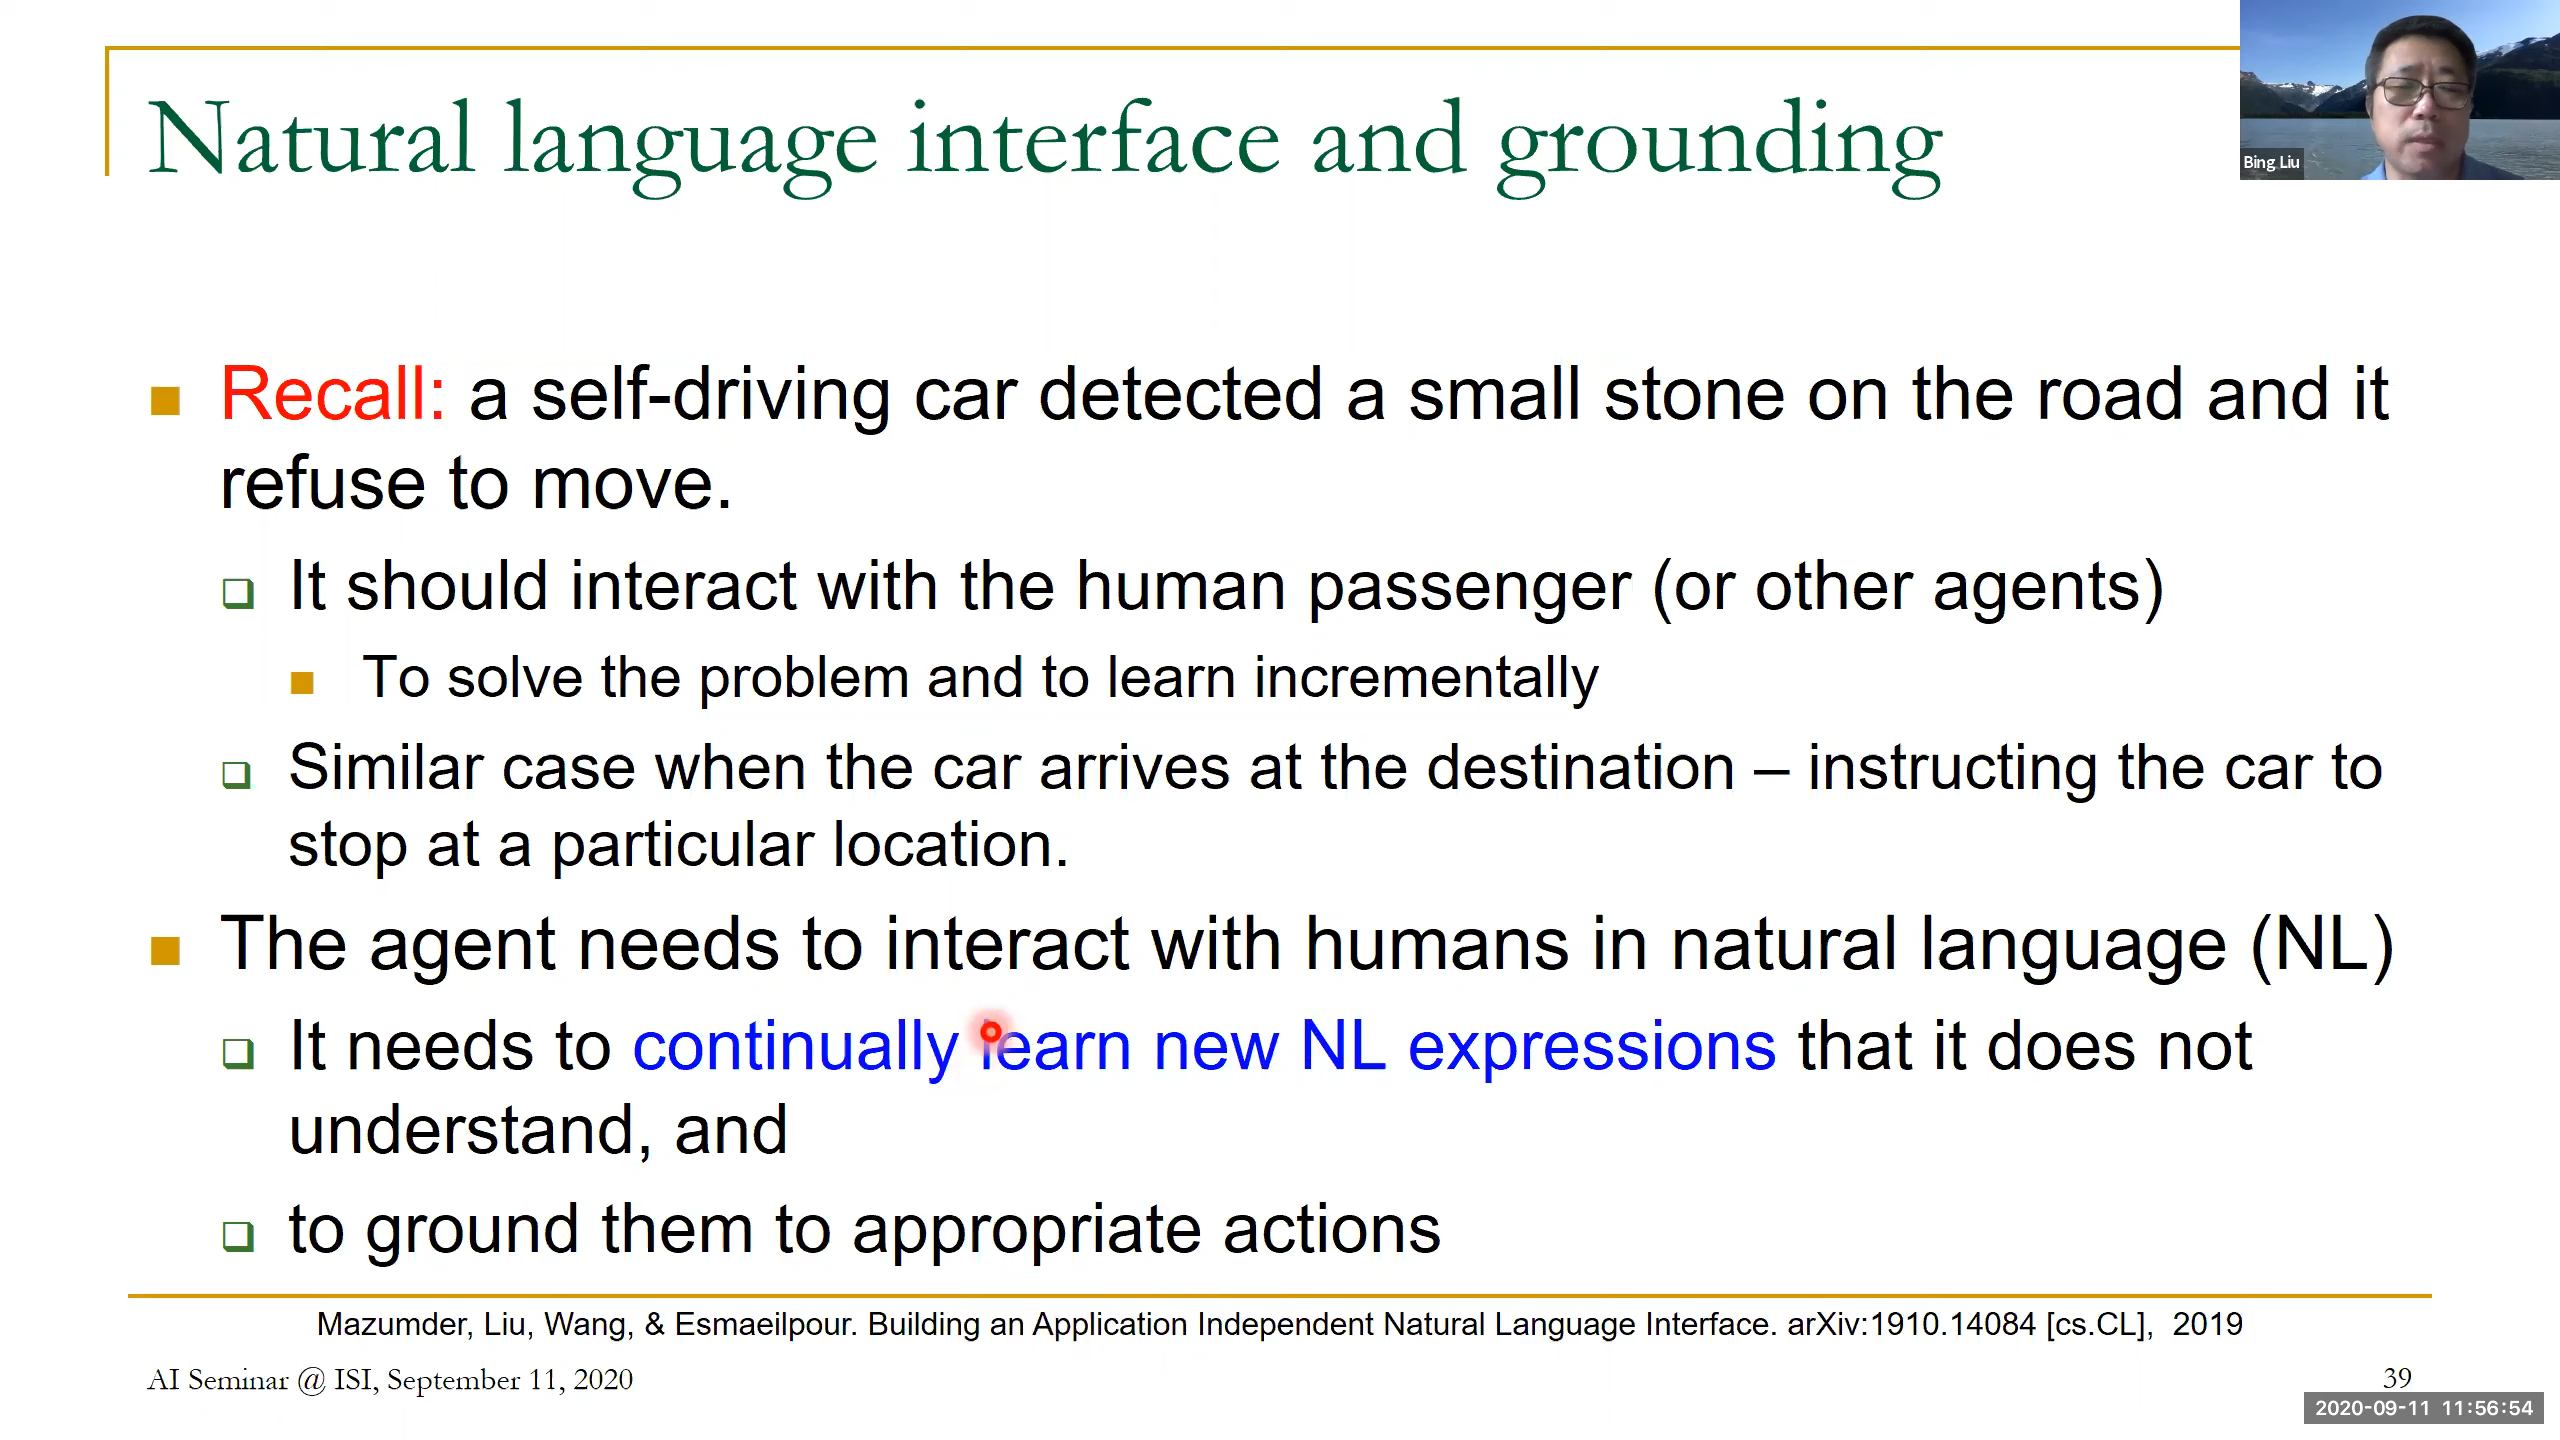 Natural language interface and grounding
Bing Liu
Recall: a self-driving car detected a small stone on the road and it
refuse to move.
It should interact with the human passenger (or other agents)
To solve the problem and to learn incrementally
Similar case when the car arrives at the destination – instructing the car to
stop at a particular location.
The agent needs to interact with humans in natural language (NL)
It needs to continually learn new NL expressions that it does not
understand, and
to ground them to appropriate actions
Mazumder, Liu, Wang, & Esmaeilpour. Building an Application Independent Natural Language Interface. arXiv:1910.14084 [cs.CL], 2019
AI Seminar @ ISI, September 11, 2020
39
2020-09-11 11:56:54